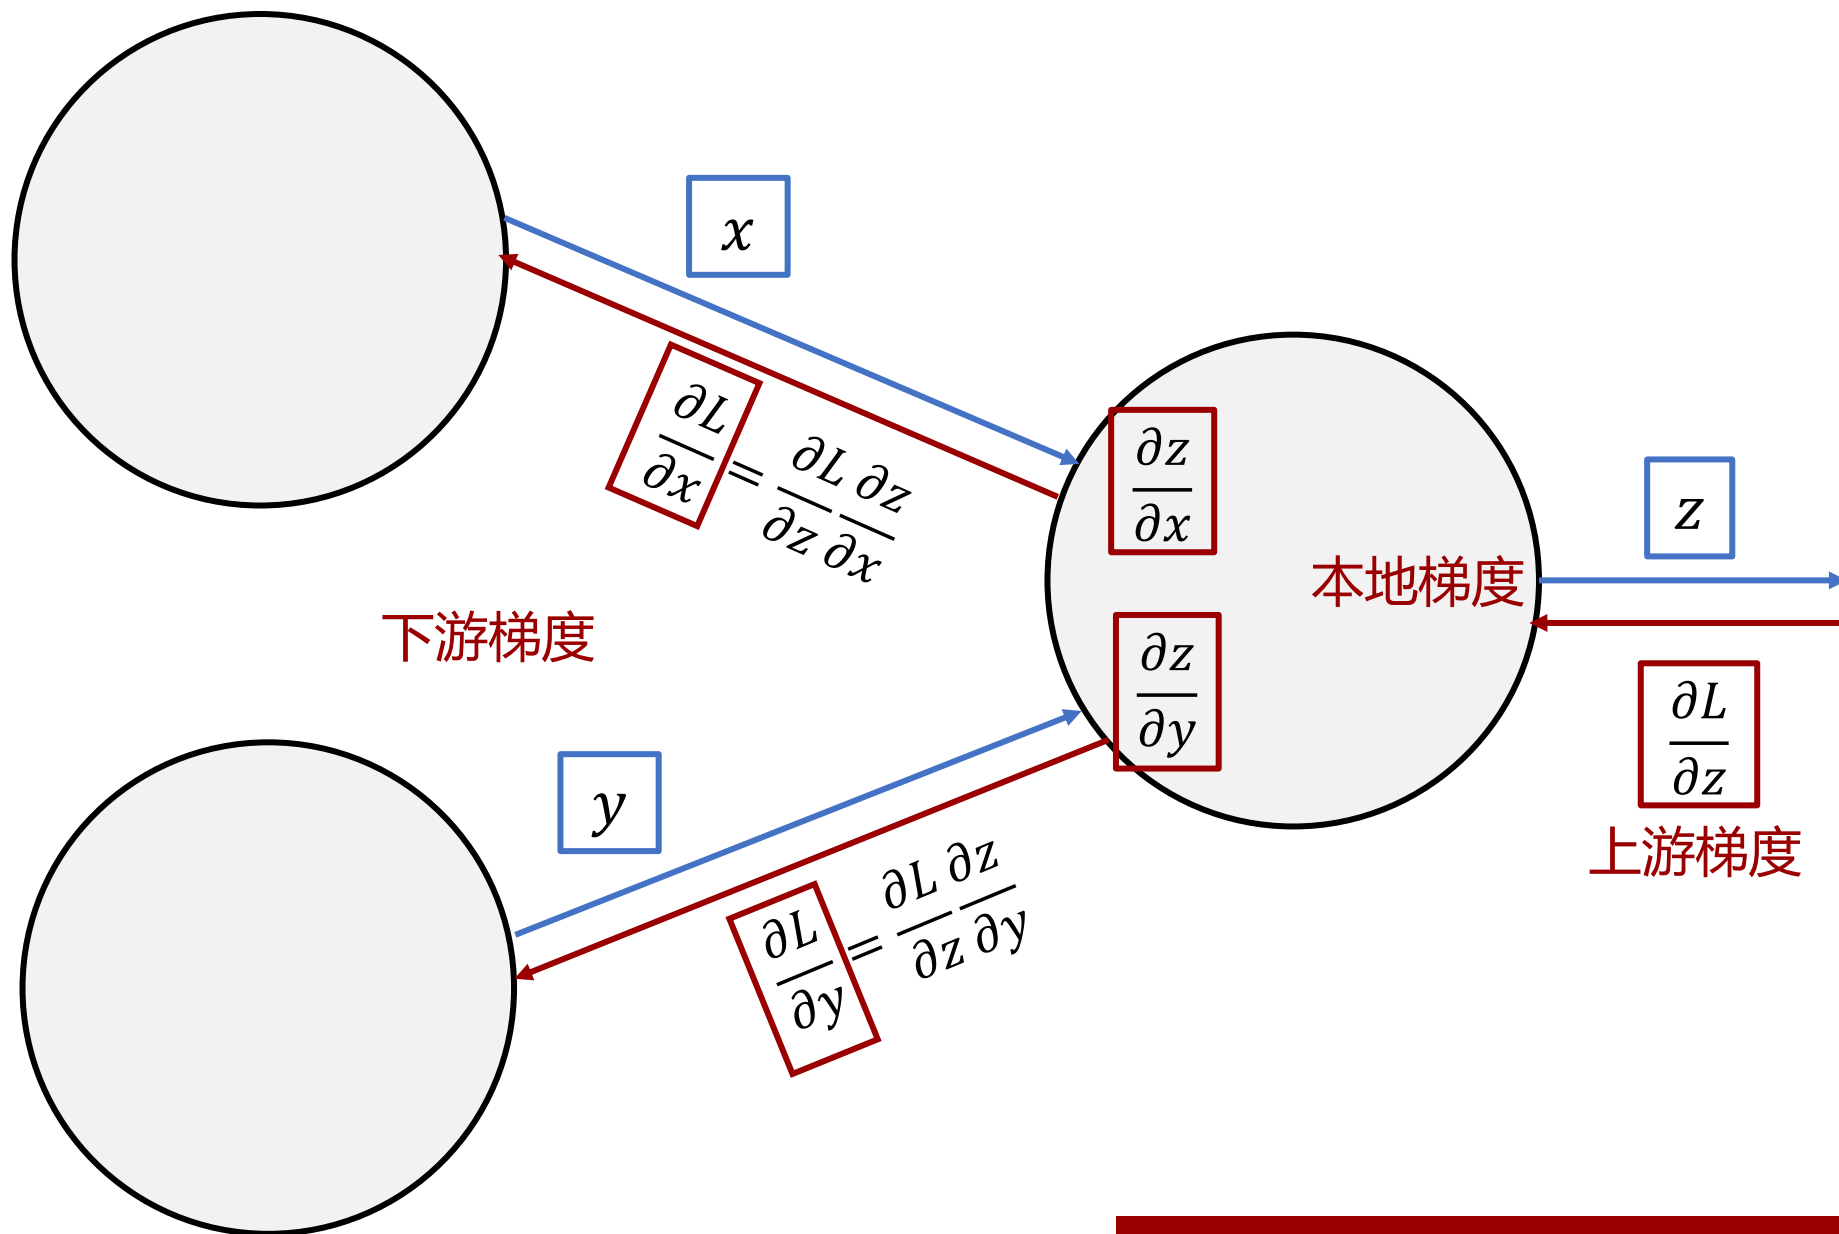 x
∂L/∂x = ∂L/∂z ∂z/∂x
∂z/∂x
z
本地梯度
下游梯度
∂z/∂y
∂L/∂z
上游梯度
y
∂L/∂y = ∂L/∂z ∂z/∂y